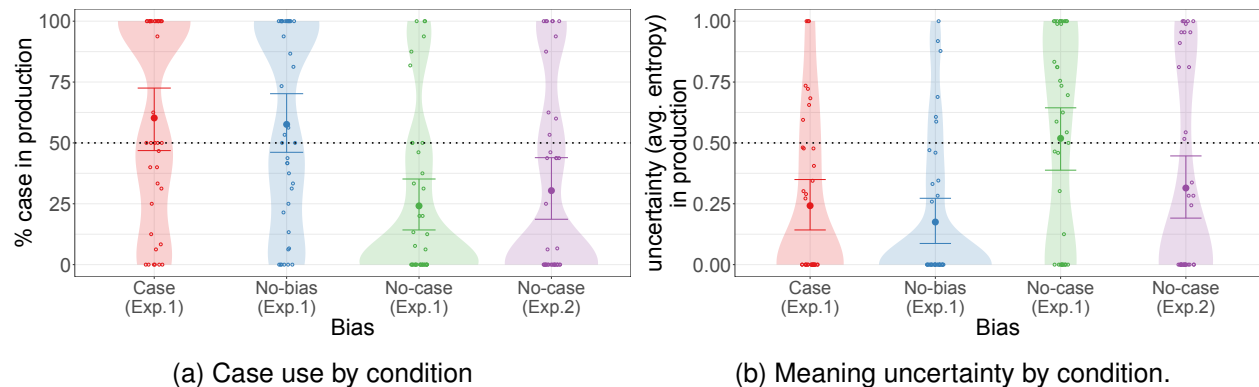 % case in production
100
75
50
25
0
Case
(Exp.1)
No-bias
(Exp.1)
No-case
(Exp.1)
No-case
(Exp.2)
Bias
(a) Case use by condition
uncertainty (avg. entropy)
in production
1.00
0.75
0.50
0.25
0.00
Case
(Exp.1)
No-bias
(Exp.1)
No-case
(Exp.1)
No-case
(Exp.2)
Bias
(b) Meaning uncertainty by condition.